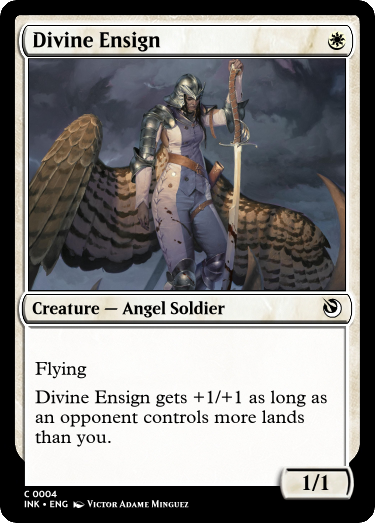 Divine Ensign
Creature — Angel Soldier
Flying
Divine Ensign gets +1/+1 as long as
an opponent controls more lands
than you.
1/1
C 0004
INK • ENG Victor Adame Minguez